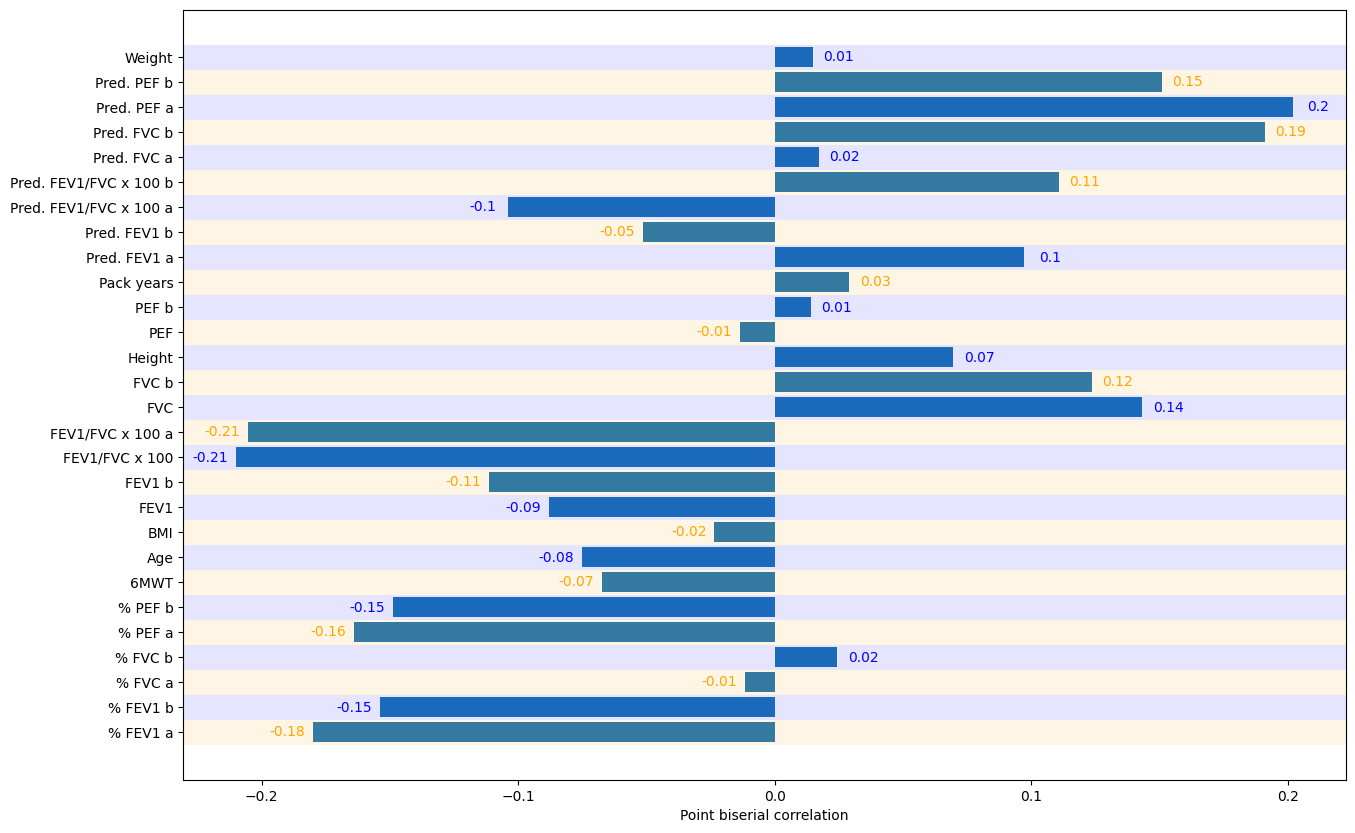 Weight 0.01
Pred. PEF b 0.15
Pred. PEF a 0.2
Pred. FVC b 0.19
Pred. FVC a 0.02
Pred. FEV1/FVC x 100 b 0.11
Pred. FEV1/FVC x 100 a -0.1
Pred. FEV1 b -0.05
Pred. FEV1 a 0.1
Pack years 0.03
PEF b 0.01
PEF -0.01
Height 0.07
FVC b 0.12
FVC 0.14
FEV1/FVC x 100 a -0.21
FEV1/FVC x 100 -0.21
FEV1 b -0.11
FEV1 -0.09
BMI -0.02
Age -0.08
6MWT -0.07
% PEF b -0.15
% PEF a -0.16
% FVC b 0.02
% FVC a -0.01
% FEV1 b -0.15
% FEV1 a -0.18
−0.2 −0.1 0.0 0.1 0.2
Point biserial correlation